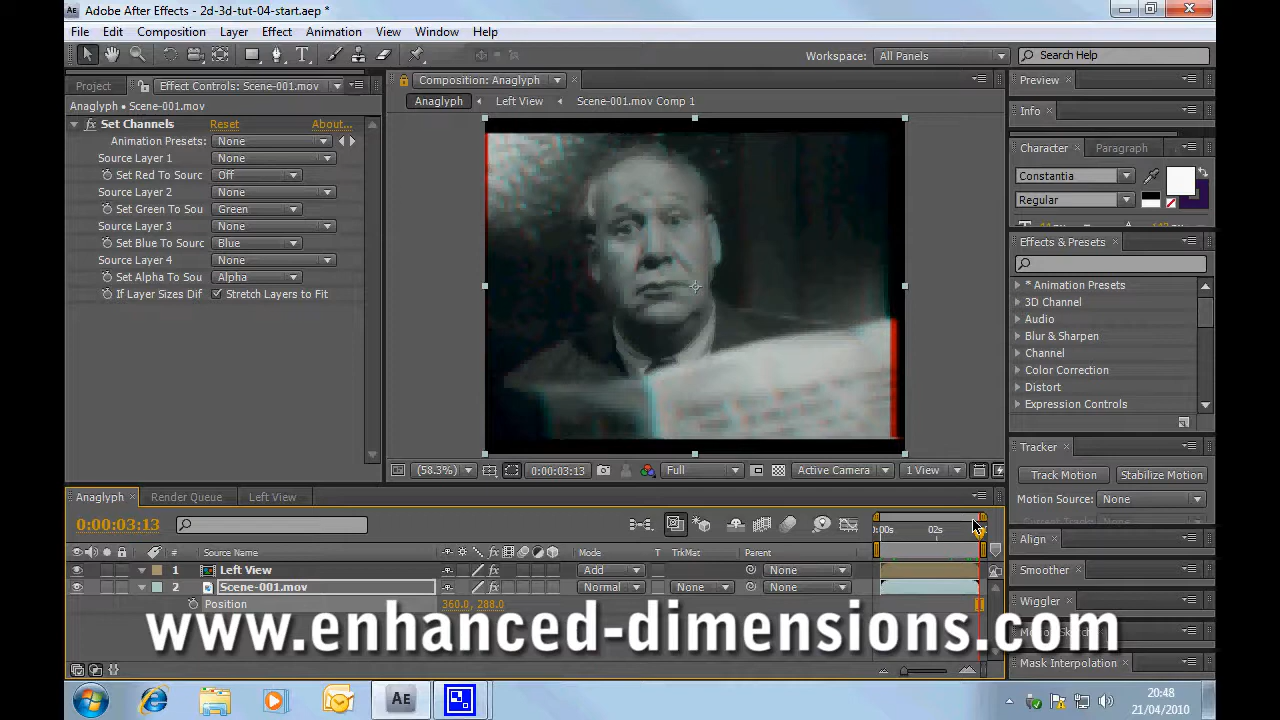 Adobe After Effects - 2d-3d-tut-04-start.aep *
File Edit Composition Layer Effect Animation View Window Help
Workspace: All Panels Search Help
Project Effect Controls: Scene-001.mov
Composition: Anaglyph
Preview
Anaglyph • Scene-001.mov
Anaglyph Left View Scene-001.mov Comp 1
Info
Set Channels Reset About...
Animation Presets: None
Source Layer 1 None
Set Red To Sourc Off
Source Layer 2 None
Set Green To Sou Green
Source Layer 3 None
Set Blue To Sourc Blue
Source Layer 4 None
Set Alpha To Sou Alpha
If Layer Sizes Dif Stretch Layers to Fit
Character Paragraph
Constantia
Regular
Effects & Presets
* Animation Presets
3D Channel
Audio
Blur & Sharpen
Channel
Color Correction
Distort
Expression Controls
Tracker
Track Motion Stabilize Motion
Motion Source: None
(58.3%) 0:00:03:13 Full Active Camera 1 View
Anaglyph Render Queue Left View
0:00:03:13
:00s 02s
Align
# Source Name Mode T TrkMat Parent
1 Left View Add None
2 Scene-001.mov Normal None None
Position 360.0, 288.0
Smoother
Wiggler
www.enhanced-dimensions.com
Mask Interpolation
AE
20:48
21/04/2010